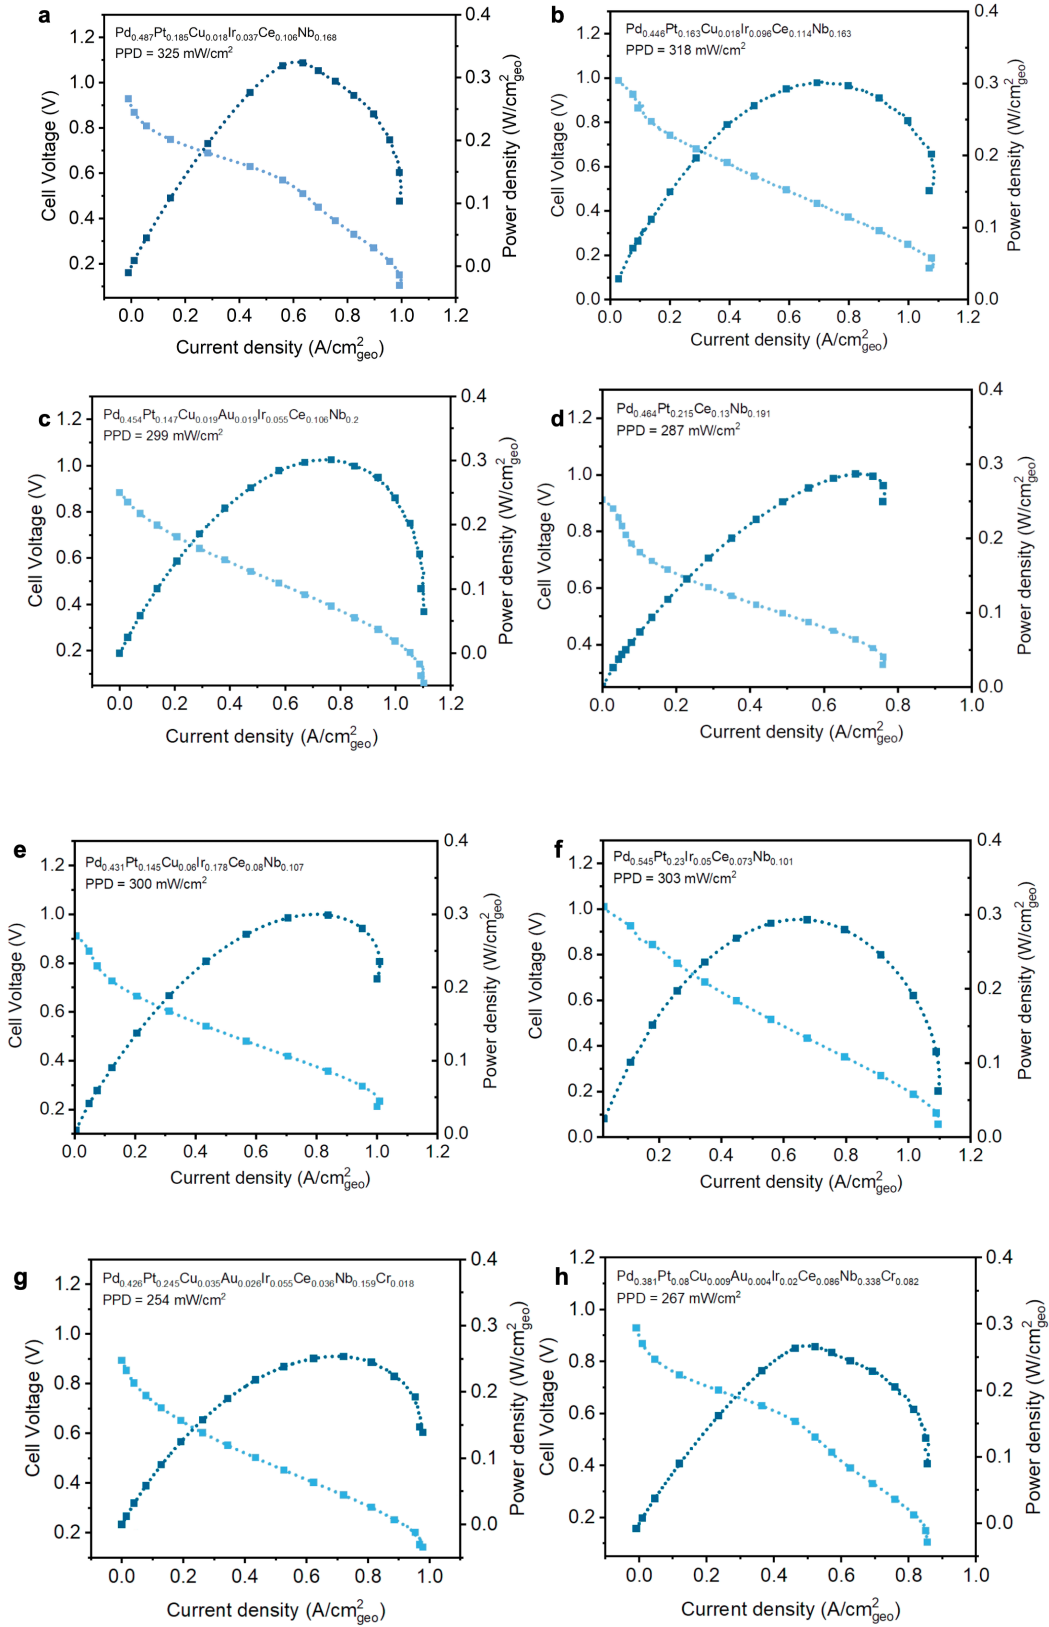 a
Pd0.487Pt0.185Cu0.018Ir0.037Ce0.106Nb0.168
PPD = 325 mW/cm2
Cell Voltage (V)
1.2
1.0
0.8
0.6
0.4
0.2
0.4
0.3
0.2
0.1
0.0
Power density (W/cm2geo)
0.0 0.2 0.4 0.6 0.8 1.0 1.2
Current density (A/cm2geo)
b
Pd0.446Pt0.163Cu0.018Ir0.096Ce0.114Nb0.163
PPD = 318 mW/cm2
Cell Voltage (V)
1.2
1.0
0.8
0.6
0.4
0.2
0.0
0.4
0.3
0.2
0.1
0.0
Power density (W/cm2geo)
0.0 0.2 0.4 0.6 0.8 1.0 1.2
Current density (A/cm2geo)
c
Pd0.454Pt0.147Cu0.019Au0.019Ir0.055Ce0.106Nb0.2
PPD = 299 mW/cm2
Cell Voltage (V)
1.2
1.0
0.8
0.6
0.4
0.2
0.4
0.3
0.2
0.1
0.0
Power density (W/cm2geo)
0.0 0.2 0.4 0.6 0.8 1.0 1.2
Current density (A/cm2geo)
d
Pd0.464Pt0.215Ce0.13Nb0.191
PPD = 287 mW/cm2
Cell Voltage (V)
1.2
1.0
0.8
0.6
0.4
0.4
0.3
0.2
0.1
0.0
Power density (W/cm2geo)
0.0 0.2 0.4 0.6 0.8 1.0
Current density (A/cm2geo)
e
Pd0.431Pt0.145Cu0.06Ir0.178Ce0.08Nb0.107
PPD = 300 mW/cm2
Cell Voltage (V)
1.2
1.0
0.8
0.6
0.4
0.2
0.4
0.3
0.2
0.1
0.0
Power density (W/cm2geo)
0.0 0.2 0.4 0.6 0.8 1.0 1.2
Current density (A/cm2geo)
f
Pd0.545Pt0.23Ir0.05Ce0.073Nb0.101
PPD = 303 mW/cm2
Cell Voltage (V)
1.2
1.0
0.8
0.6
0.4
0.2
0.0
0.4
0.3
0.2
0.1
0.0
Power density (W/cm2geo)
0.2 0.4 0.6 0.8 1.0 1.2
Current density (A/cm2geo)
g
Pd0.426Pt0.245Cu0.035Au0.026Ir0.055Ce0.036Nb0.159Cr0.018
PPD = 254 mW/cm2
Cell Voltage (V)
1.2
1.0
0.8
0.6
0.4
0.2
0.4
0.3
0.2
0.1
0.0
Power density (W/cm2geo)
0.0 0.2 0.4 0.6 0.8 1.0
Current density (A/cm2geo)
h
Pd0.381Pt0.08Cu0.009Au0.004Ir0.02Ce0.086Nb0.338Cr0.082
PPD = 267 mW/cm2
Cell Voltage (V)
1.2
1.0
0.8
0.6
0.4
0.2
0.4
0.3
0.2
0.1
0.0
Power density (W/cm2geo)
0.0 0.2 0.4 0.6 0.8 1.0
Current density (A/cm2geo)